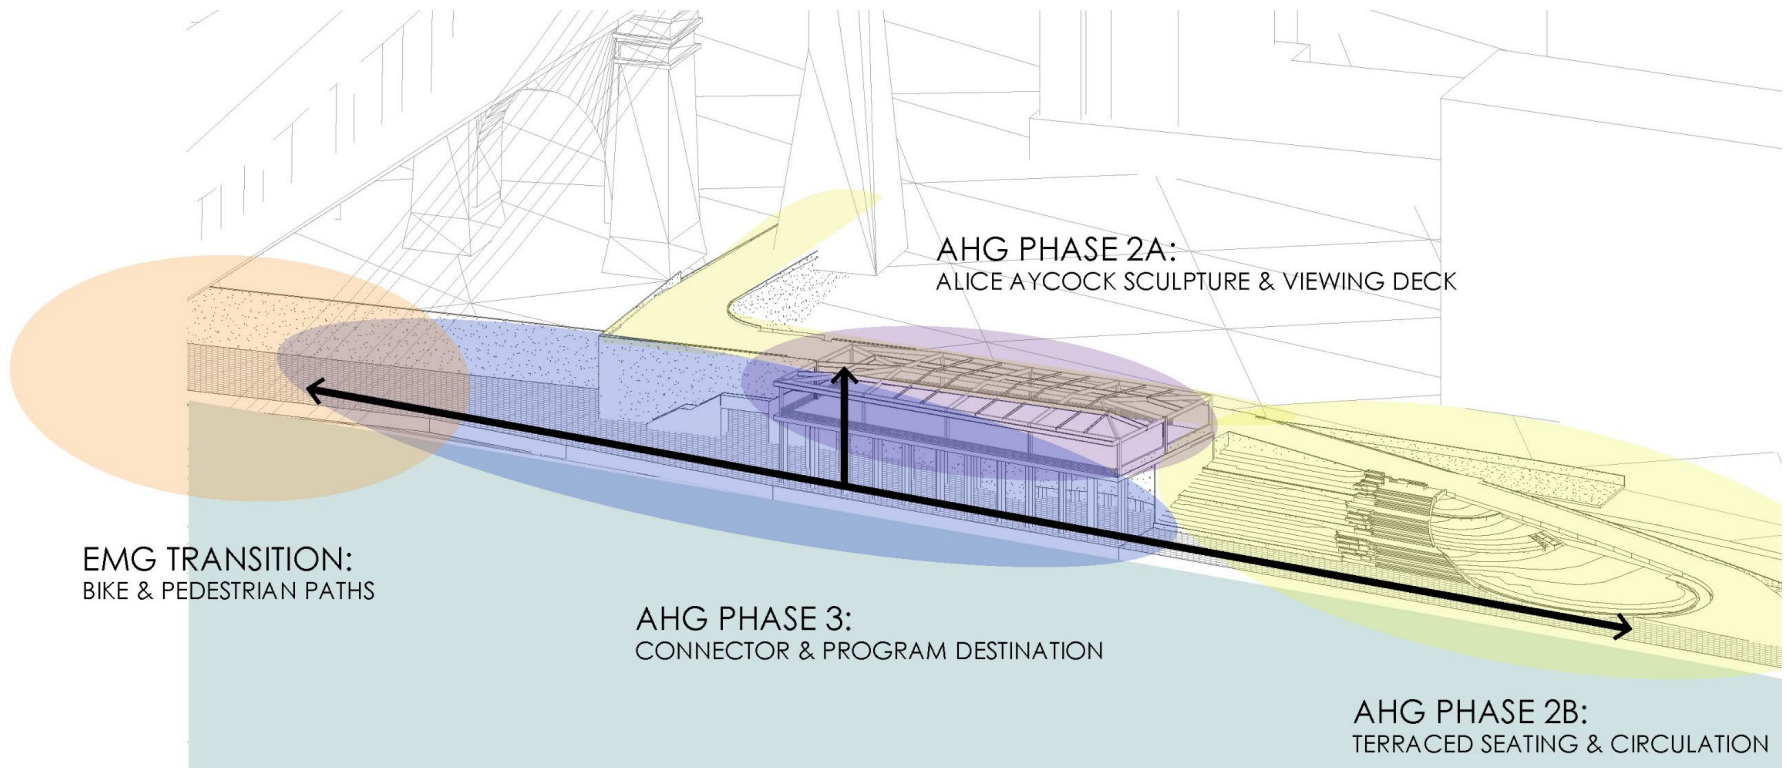 AHG PHASE 2A:
ALICE AYCOCK SCULPTURE & VIEWING DECK
EMG TRANSITION:
BIKE & PEDESTRIAN PATHS
AHG PHASE 3:
CONNECTOR & PROGRAM DESTINATION
AHG PHASE 2B:
TERRACED SEATING & CIRCULATION